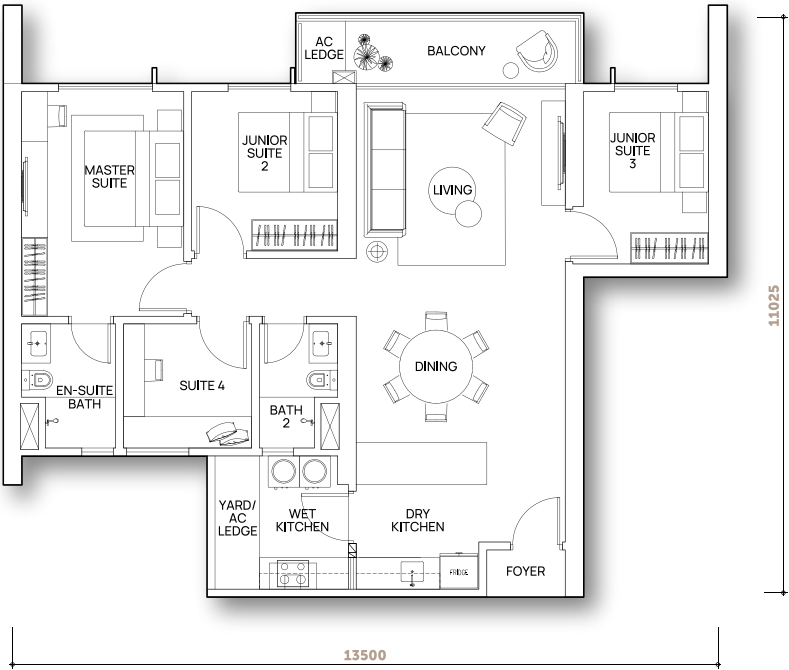 AC
LEDGE
BALCONY
MASTER
SUITE
JUNIOR
SUITE
2
LIVING
JUNIOR
SUITE
3
11025
DINING
EN-SUITE
BATH
SUITE 4
BATH
2
YARD/
AC
LEDGE
WET
KITCHEN
DRY
KITCHEN
FRIDGE
FOYER
13500